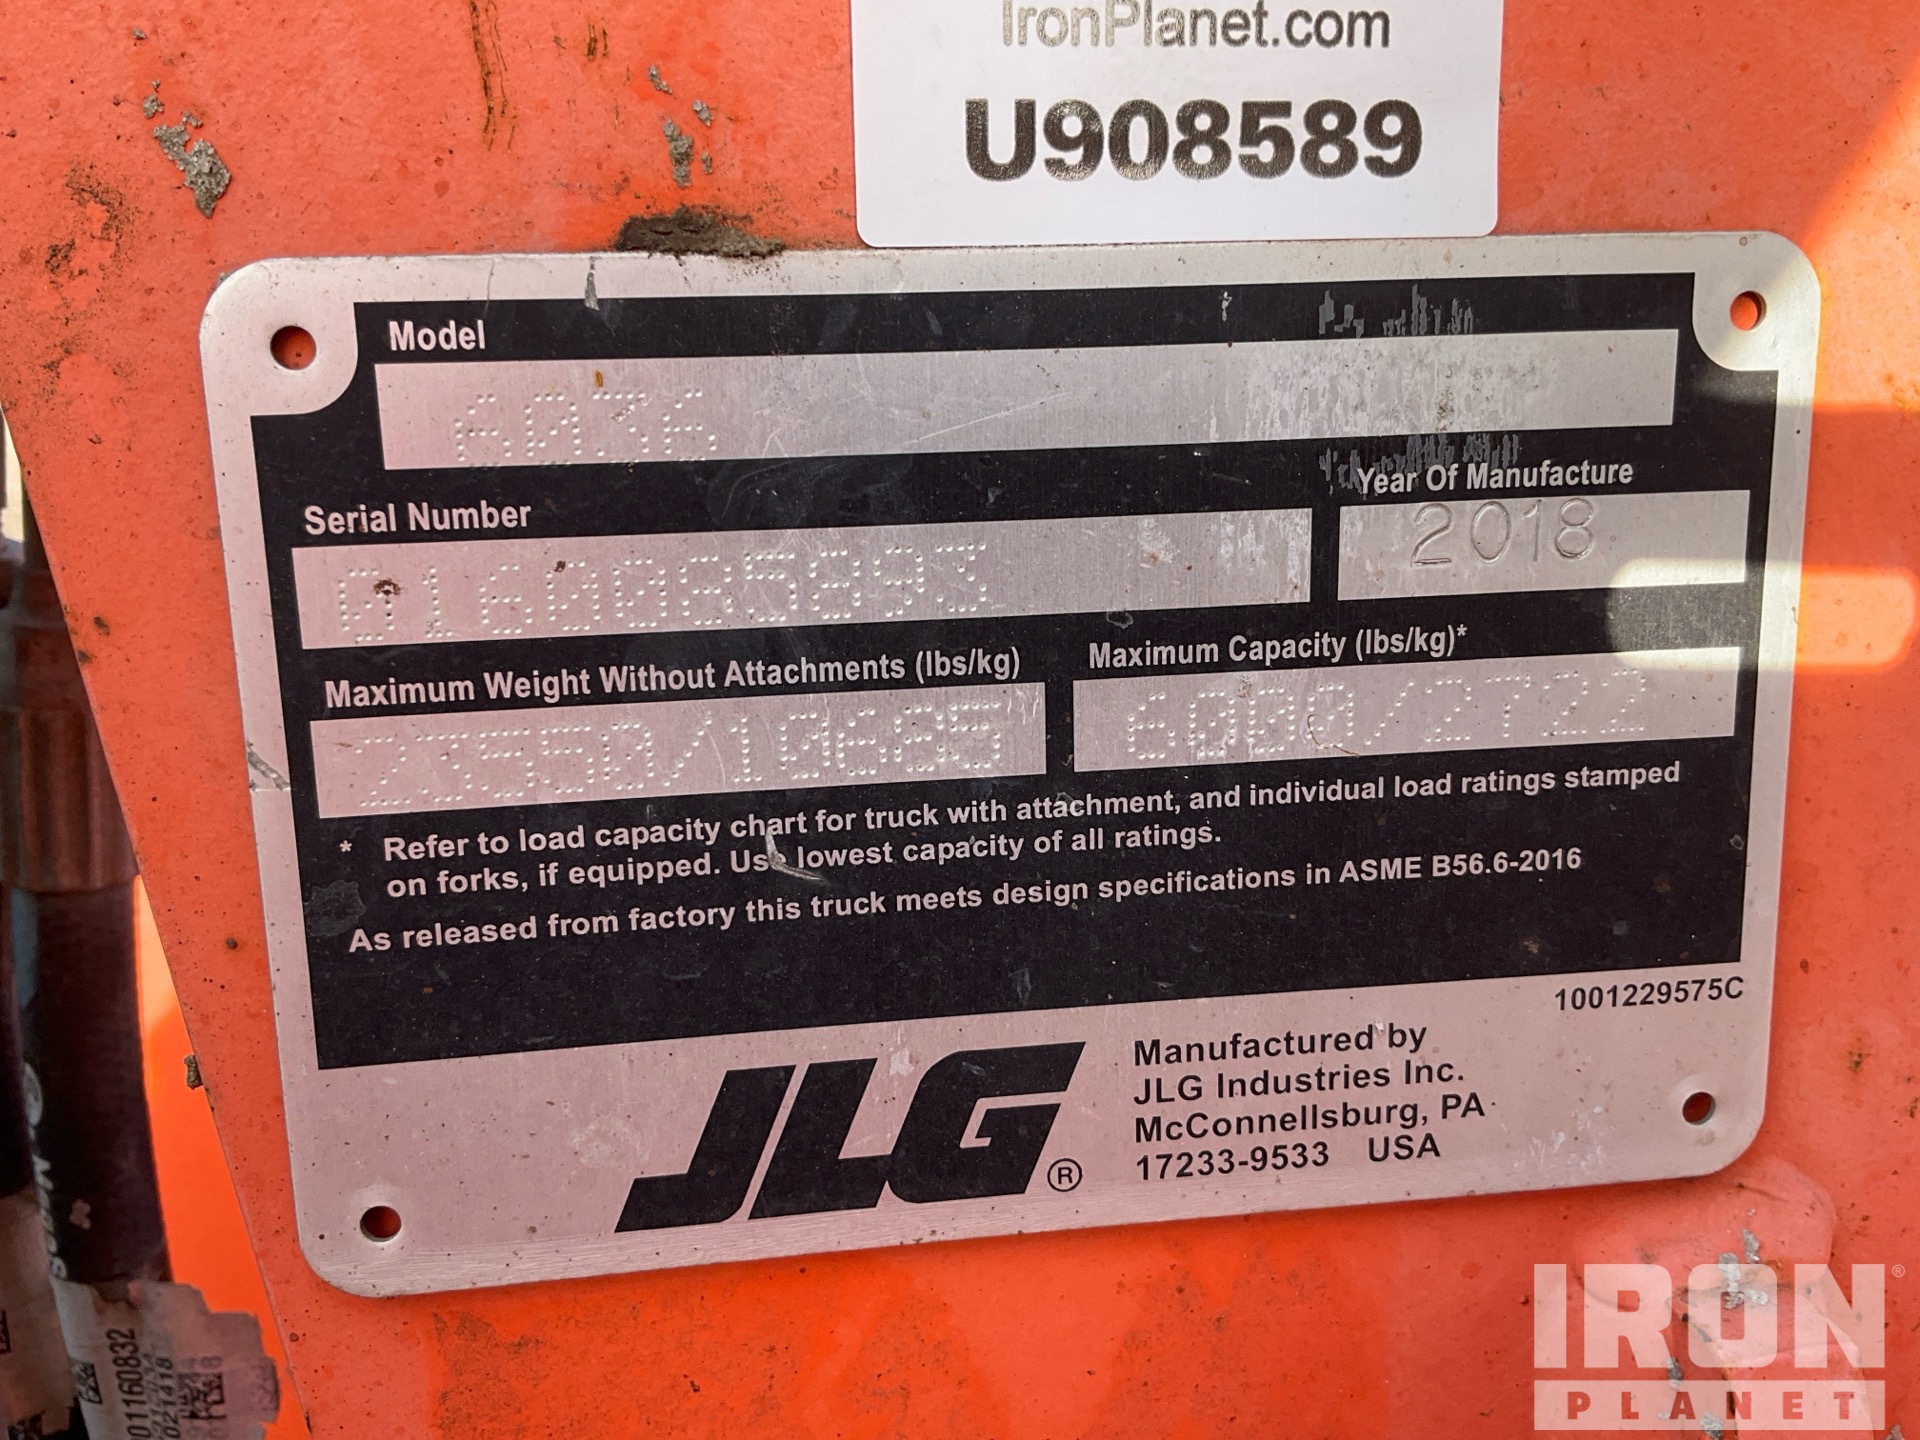 IronPlanet.com
U908589
Model
6036
Serial Number
0160085893
Year Of Manufacture
2018
Maximum Weight Without Attachments (lbs/kg)
23550/10685
Maximum Capacity (lbs/kg)*
6000/2722
* Refer to load capacity chart for truck with attachment, and individual load ratings stamped
on forks, if equipped. Use lowest capacity of all ratings.
As released from factory this truck meets design specifications in ASME B56.6-2016
1001229575C
JLG®
Manufactured by
JLG Industries Inc.
McConnellsburg, PA
17233-9533 USA
IRON®
PLANET